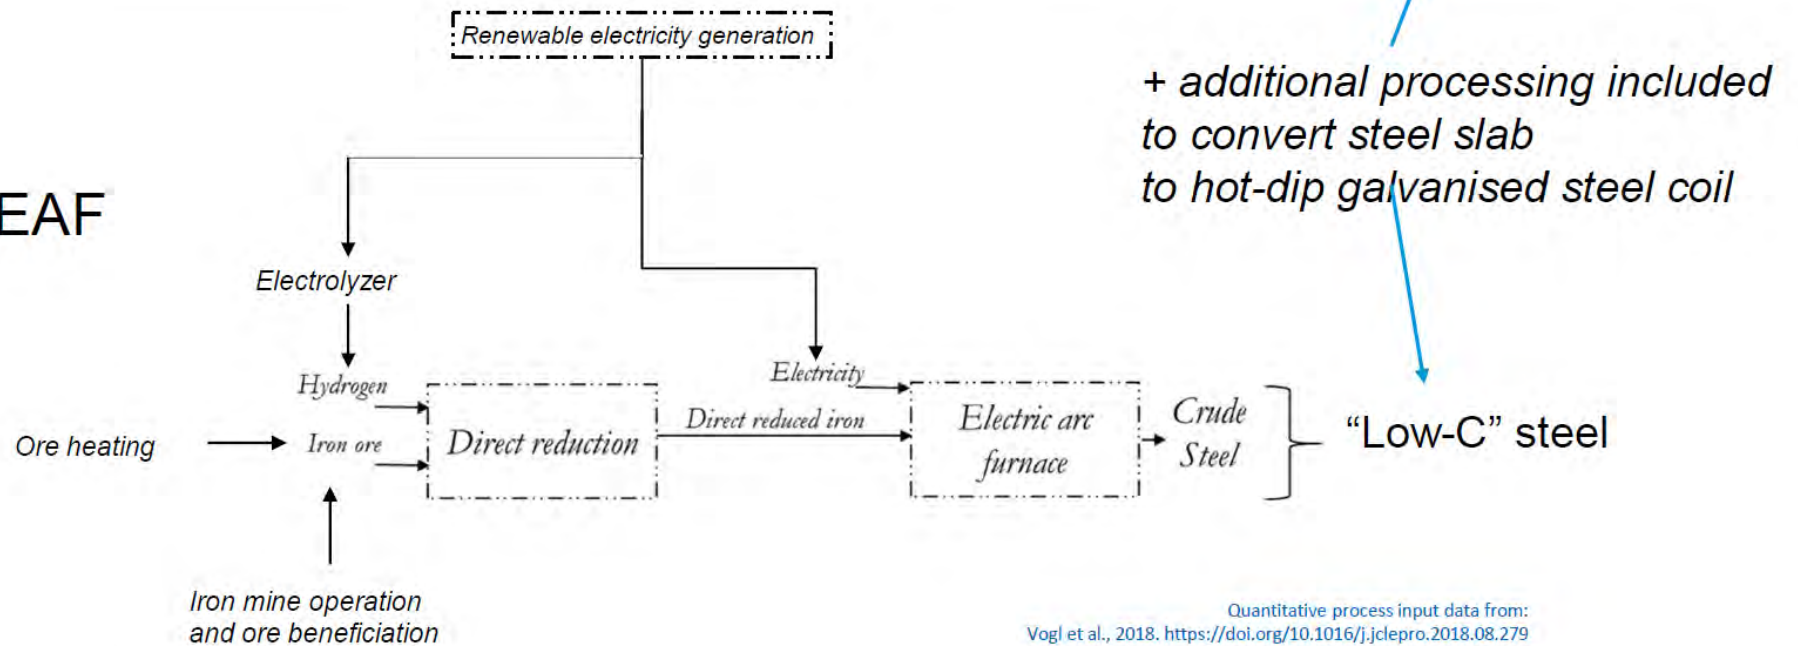 Renewable electricity generation
+ additional processing included
to convert steel slab
to hot-dip galvanised steel coil
EAF
Electrolyzer
Hydrogen
Electricity
Ore heating
Iron ore
Direct reduction
Direct reduced iron
Electric arc
furnace
Crude
Steel
“Low-C” steel
Iron mine operation
and ore beneficiation
Quantitative process input data from:
Vogl et al., 2018. https://doi.org/10.1016/j.jclepro.2018.08.279